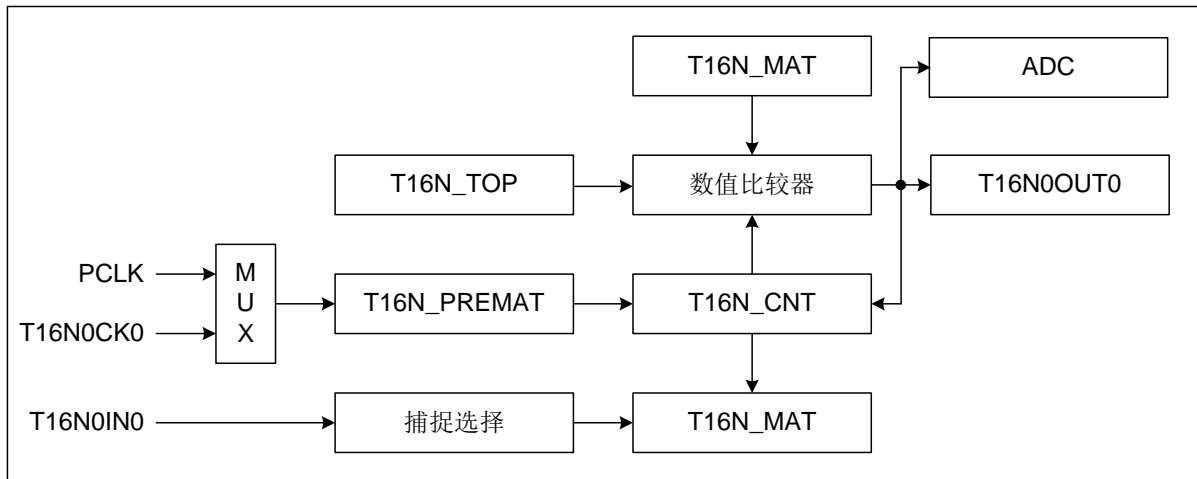 T16N_MAT
ADC
T16N_TOP
数值比较器
T16N0OUT0
PCLK
T16N0CK0
M
U
X
T16N_PREMAT
T16N_CNT
T16N0IN0
捕捉选择
T16N_MAT